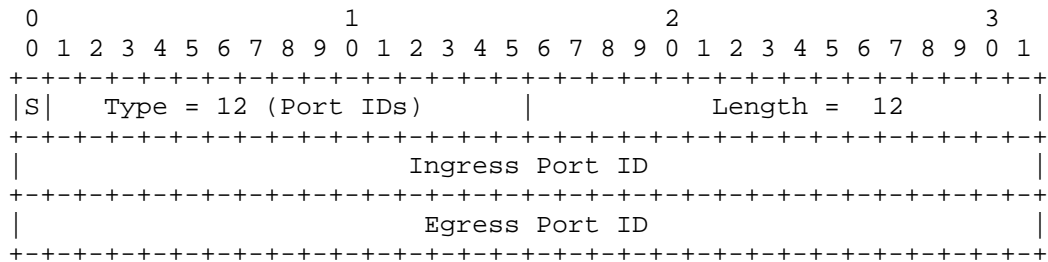 0                   1                   2                   3
 0 1 2 3 4 5 6 7 8 9 0 1 2 3 4 5 6 7 8 9 0 1 2 3 4 5 6 7 8 9 0 1
+-+-+-+-+-+-+-+-+-+-+-+-+-+-+-+-+-+-+-+-+-+-+-+-+-+-+-+-+-+-+-+-+
|S|   Type = 12 (Port IDs)      |           Length =  12        |
+-+-+-+-+-+-+-+-+-+-+-+-+-+-+-+-+-+-+-+-+-+-+-+-+-+-+-+-+-+-+-+-+
|                        Ingress Port ID                        |
+-+-+-+-+-+-+-+-+-+-+-+-+-+-+-+-+-+-+-+-+-+-+-+-+-+-+-+-+-+-+-+-+
|                         Egress Port ID                        |
+-+-+-+-+-+-+-+-+-+-+-+-+-+-+-+-+-+-+-+-+-+-+-+-+-+-+-+-+-+-+-+-+